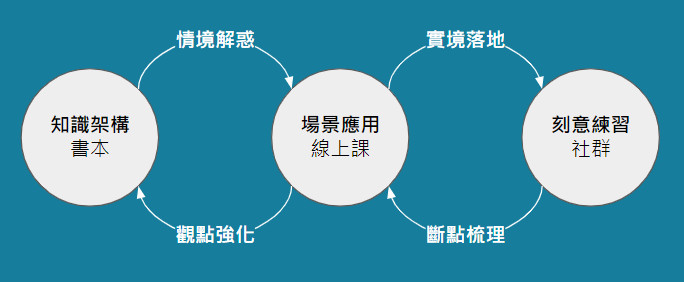 情境解惑
實境落地
知識架構
書本
場景應用
線上課
刻意練習
社群
觀點強化
斷點梳理